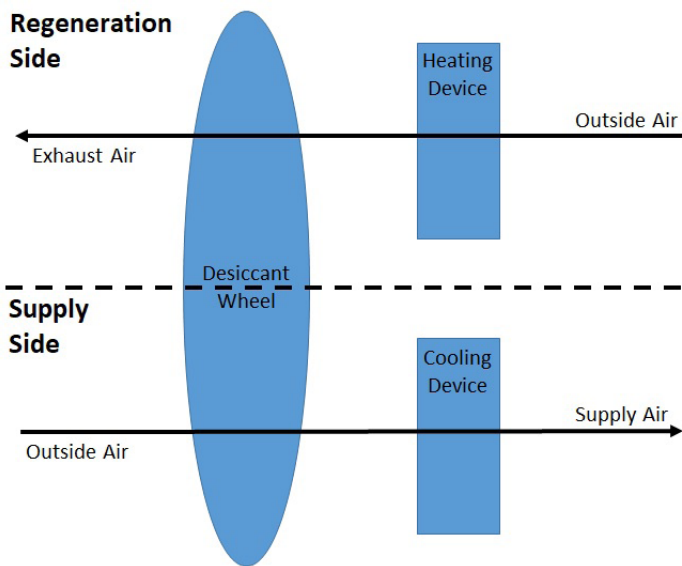 Regeneration
Side
Heating
Device
Outside Air
Exhaust Air
Desiccant
Wheel
Supply
Side
Cooling
Device
Supply Air
Outside Air